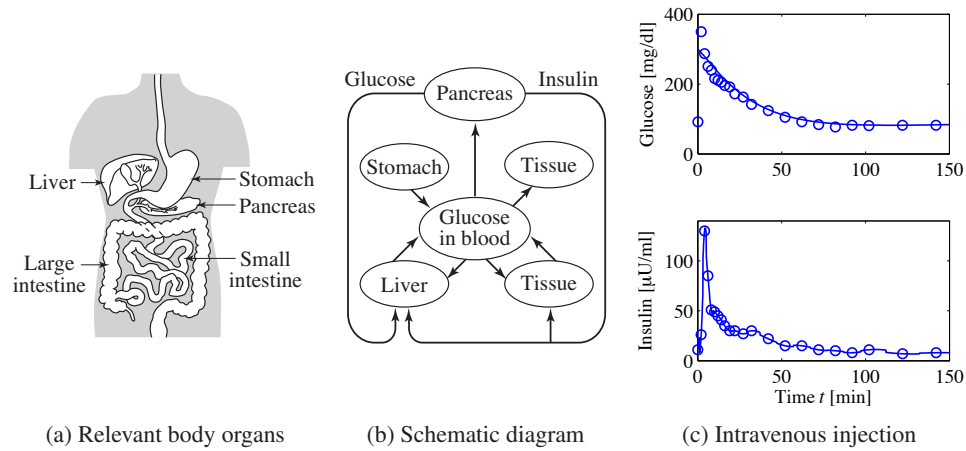 Liver
Stomach
Pancreas
Large
intestine
Small
intestine
(a) Relevant body organs
Glucose
Insulin
Pancreas
Stomach
Tissue
Glucose
in blood
Liver
Tissue
(b) Schematic diagram
Glucose [mg/dl]
400
200
0
0 50 100 150
Insulin [μU/ml]
100
50
0
0 50 100 150
Time t [min]
(c) Intravenous injection